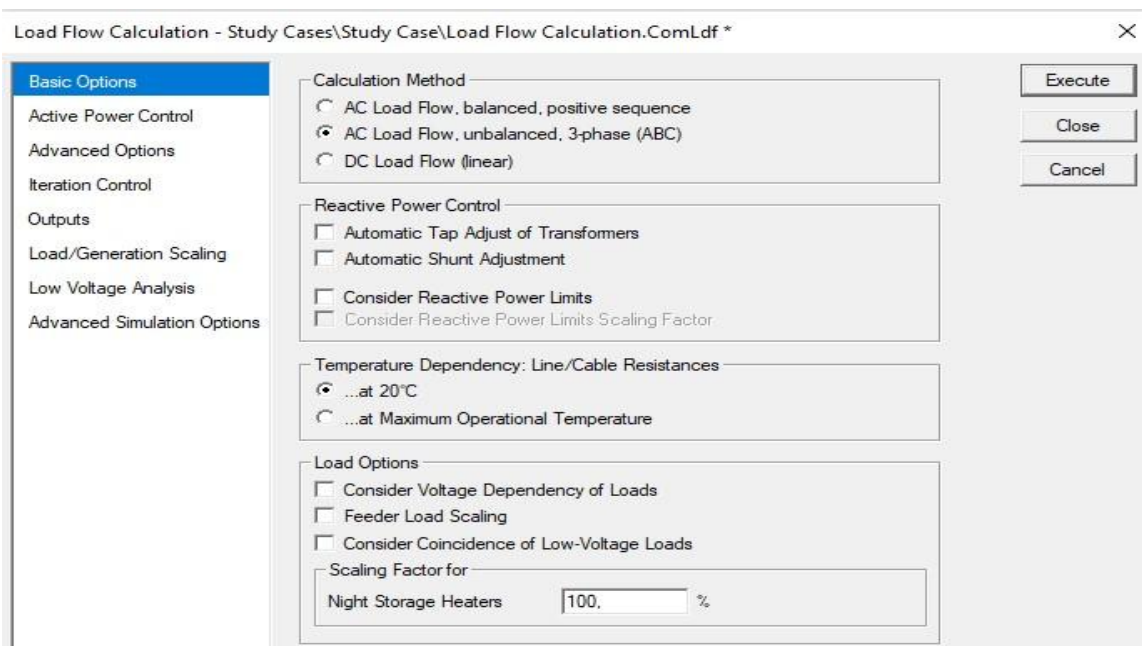 Load Flow Calculation - Study Cases\Study Case\Load Flow Calculation.ComLdf *
Basic Options
Active Power Control
Advanced Options
Iteration Control
Outputs
Load/Generation Scaling
Low Voltage Analysis
Advanced Simulation Options
Calculation Method
AC Load Flow, balanced, positive sequence
AC Load Flow, unbalanced, 3-phase (ABC)
DC Load Flow (linear)
Reactive Power Control
Automatic Tap Adjust of Transformers
Automatic Shunt Adjustment
Consider Reactive Power Limits
Consider Reactive Power Limits Scaling Factor
Temperature Dependency: Line/Cable Resistances
...at 20°C
...at Maximum Operational Temperature
Load Options
Consider Voltage Dependency of Loads
Feeder Load Scaling
Consider Coincidence of Low-Voltage Loads
Scaling Factor for
Night Storage Heaters 100, %
Execute
Close
Cancel